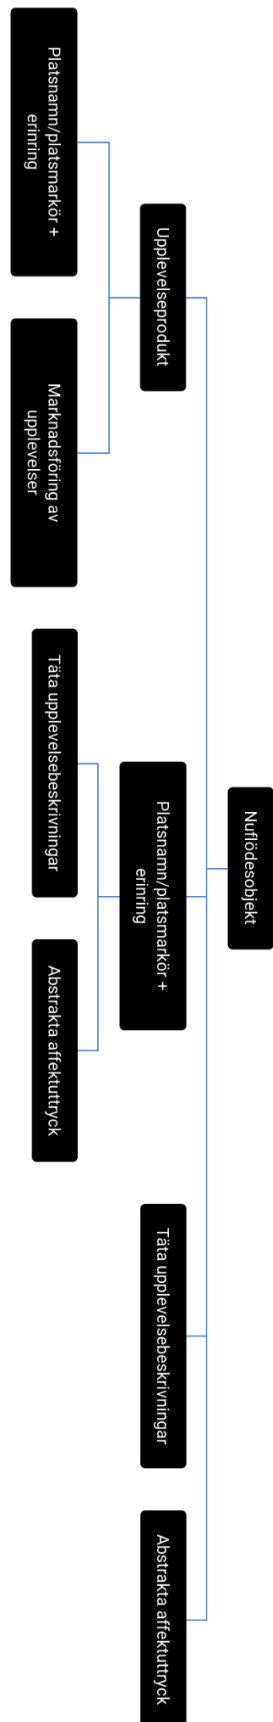 Nuflödesobjekt
Upplevelseprodukt
Platsnamn/platsmarkör +
erinring
Täta upplevelsebeskrivningar
Abstrakta affektuttryck
Platsnamn/platsmarkör +
erinring
Marknadsföring av
upplevelser
Täta upplevelsebeskrivningar
Abstrakta affektuttryck